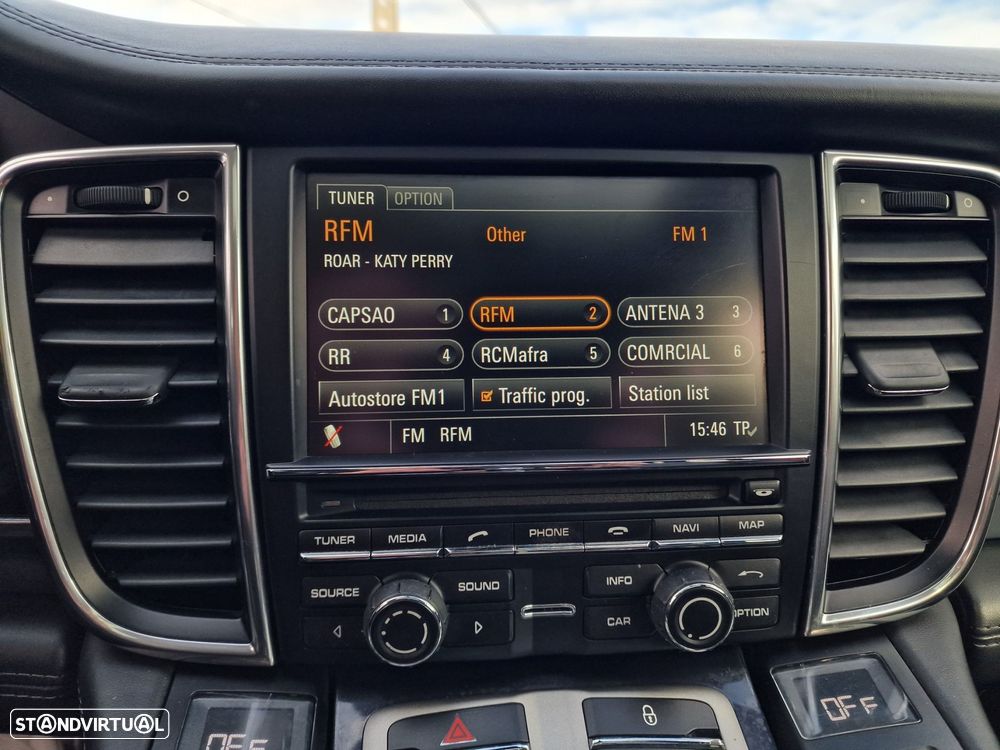 TUNER OPTION
RFM Other FM 1
ROAR - KATY PERRY
CAPSAO 1 RFM 2 ANTENA 3 3
RR 4 RCMafra 5 COMRCIAL 6
Autostore FM1 Traffic prog. Station list
FM RFM 15:46 TP
TUNER MEDIA PHONE NAVI MAP
SOURCE SOUND INFO
CAR OPTION
OFF
OFF
STANDVIRTUAL